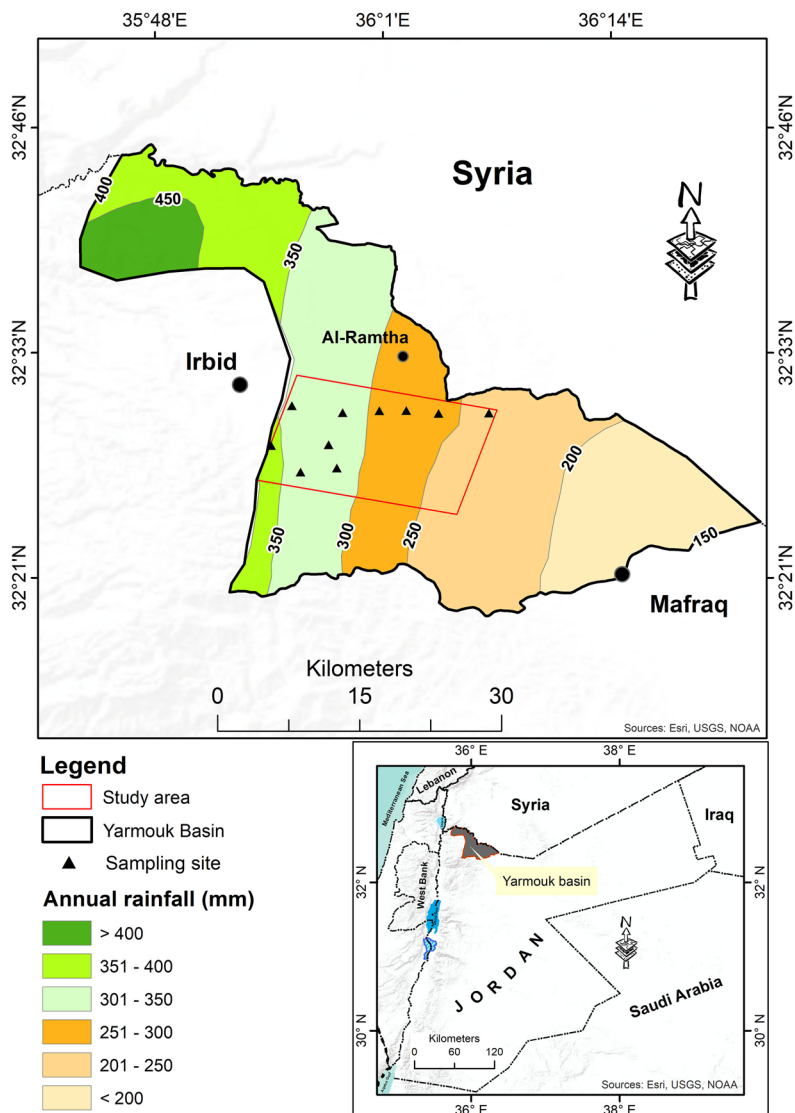 35°48'E
36°1'E
36°14'E
32°46'N
32°46'N
Syria
N
400
450
350
Al-Ramtha
32°33'N
32°33'N
Irbid
200
350
300
250
150
32°21'N
32°21'N
Mafraq
Kilometers
0 15 30
Sources: Esri, USGS, NOAA
Legend
Study area
Yarmouk Basin
Sampling site
Annual rainfall (mm)
> 400
351 - 400
301 - 350
251 - 300
201 - 250
< 200
36° E
38° E
Mediterranean Sea
Lebanon
Syria
Iraq
Yarmouk basin
32° N
32° N
West Bank
N
JORDAN
Saudi Arabia
30° N
30° N
Kilometers
0 60 120
Sources: Esri, USGS, NOAA
36° E
38° E